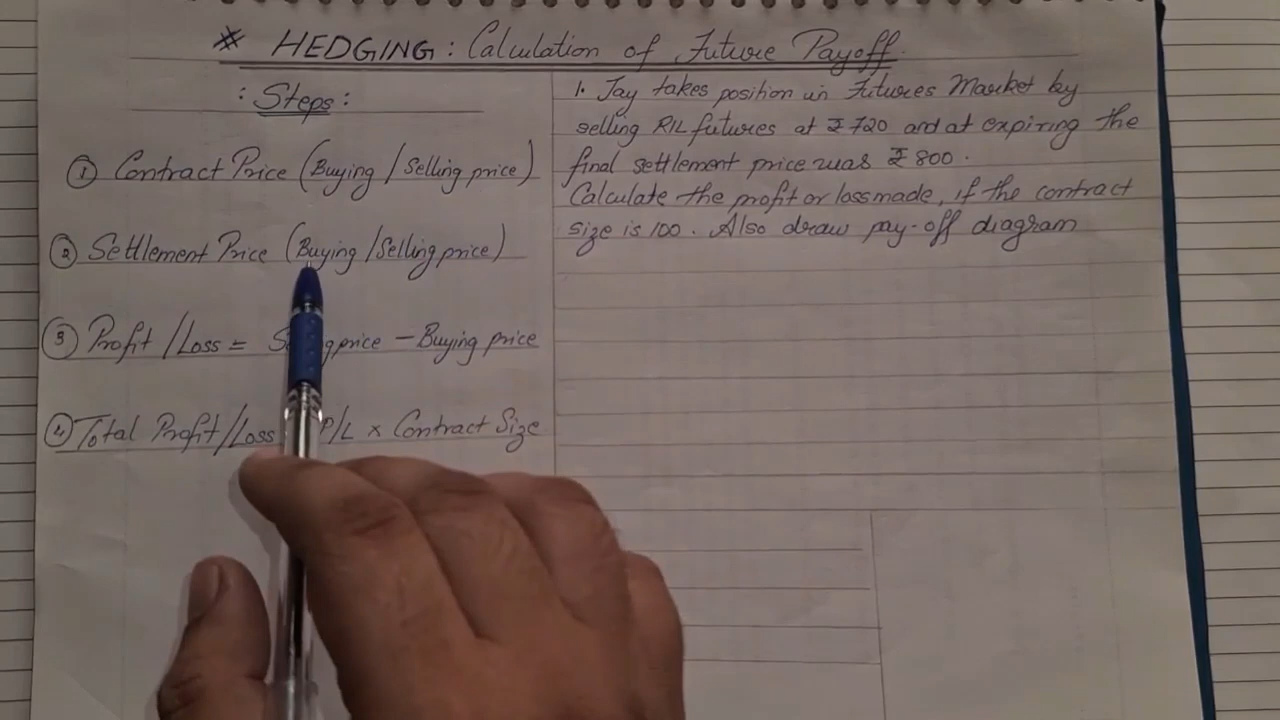 * HEDGING: Calculation of Future Payoff.
: Steps :
① Contract Price (Buying / Selling price)
② Settlement Price (Buying / Selling price)
③ Profit / Loss = price – Buying price
④ Total Profit / Loss P/L × Contract Size
1. Jay takes position in Futures Market by
selling RIL futures at ₹ 720 and at expiring the
final settlement price was ₹ 800.
Calculate the profit or loss made, if the contract
size is 100. Also draw pay-off diagram